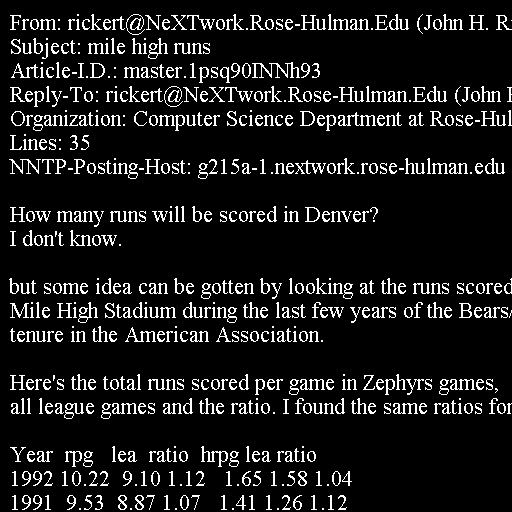 From: rickert@NeXTwork.Rose-Hulman.Edu (John H. Ri
Subject: mile high runs
Article-I.D.: master.1psq90INNh93
Reply-To: rickert@NeXTwork.Rose-Hulman.Edu (John H
Organization: Computer Science Department at Rose-Hul
Lines: 35
NNTP-Posting-Host: g215a-1.nextwork.rose-hulman.edu
How many runs will be scored in Denver?
I don't know.
but some idea can be gotten by looking at the runs scored
Mile High Stadium during the last few years of the Bears/
tenure in the American Association.
Here's the total runs scored per game in Zephyrs games,
all league games and the ratio. I found the same ratios for
Year rpg lea ratio hrpg lea ratio
1992 10.22 9.10 1.12 1.65 1.58 1.04
1991 9.53 8.87 1.07 1.41 1.26 1.12